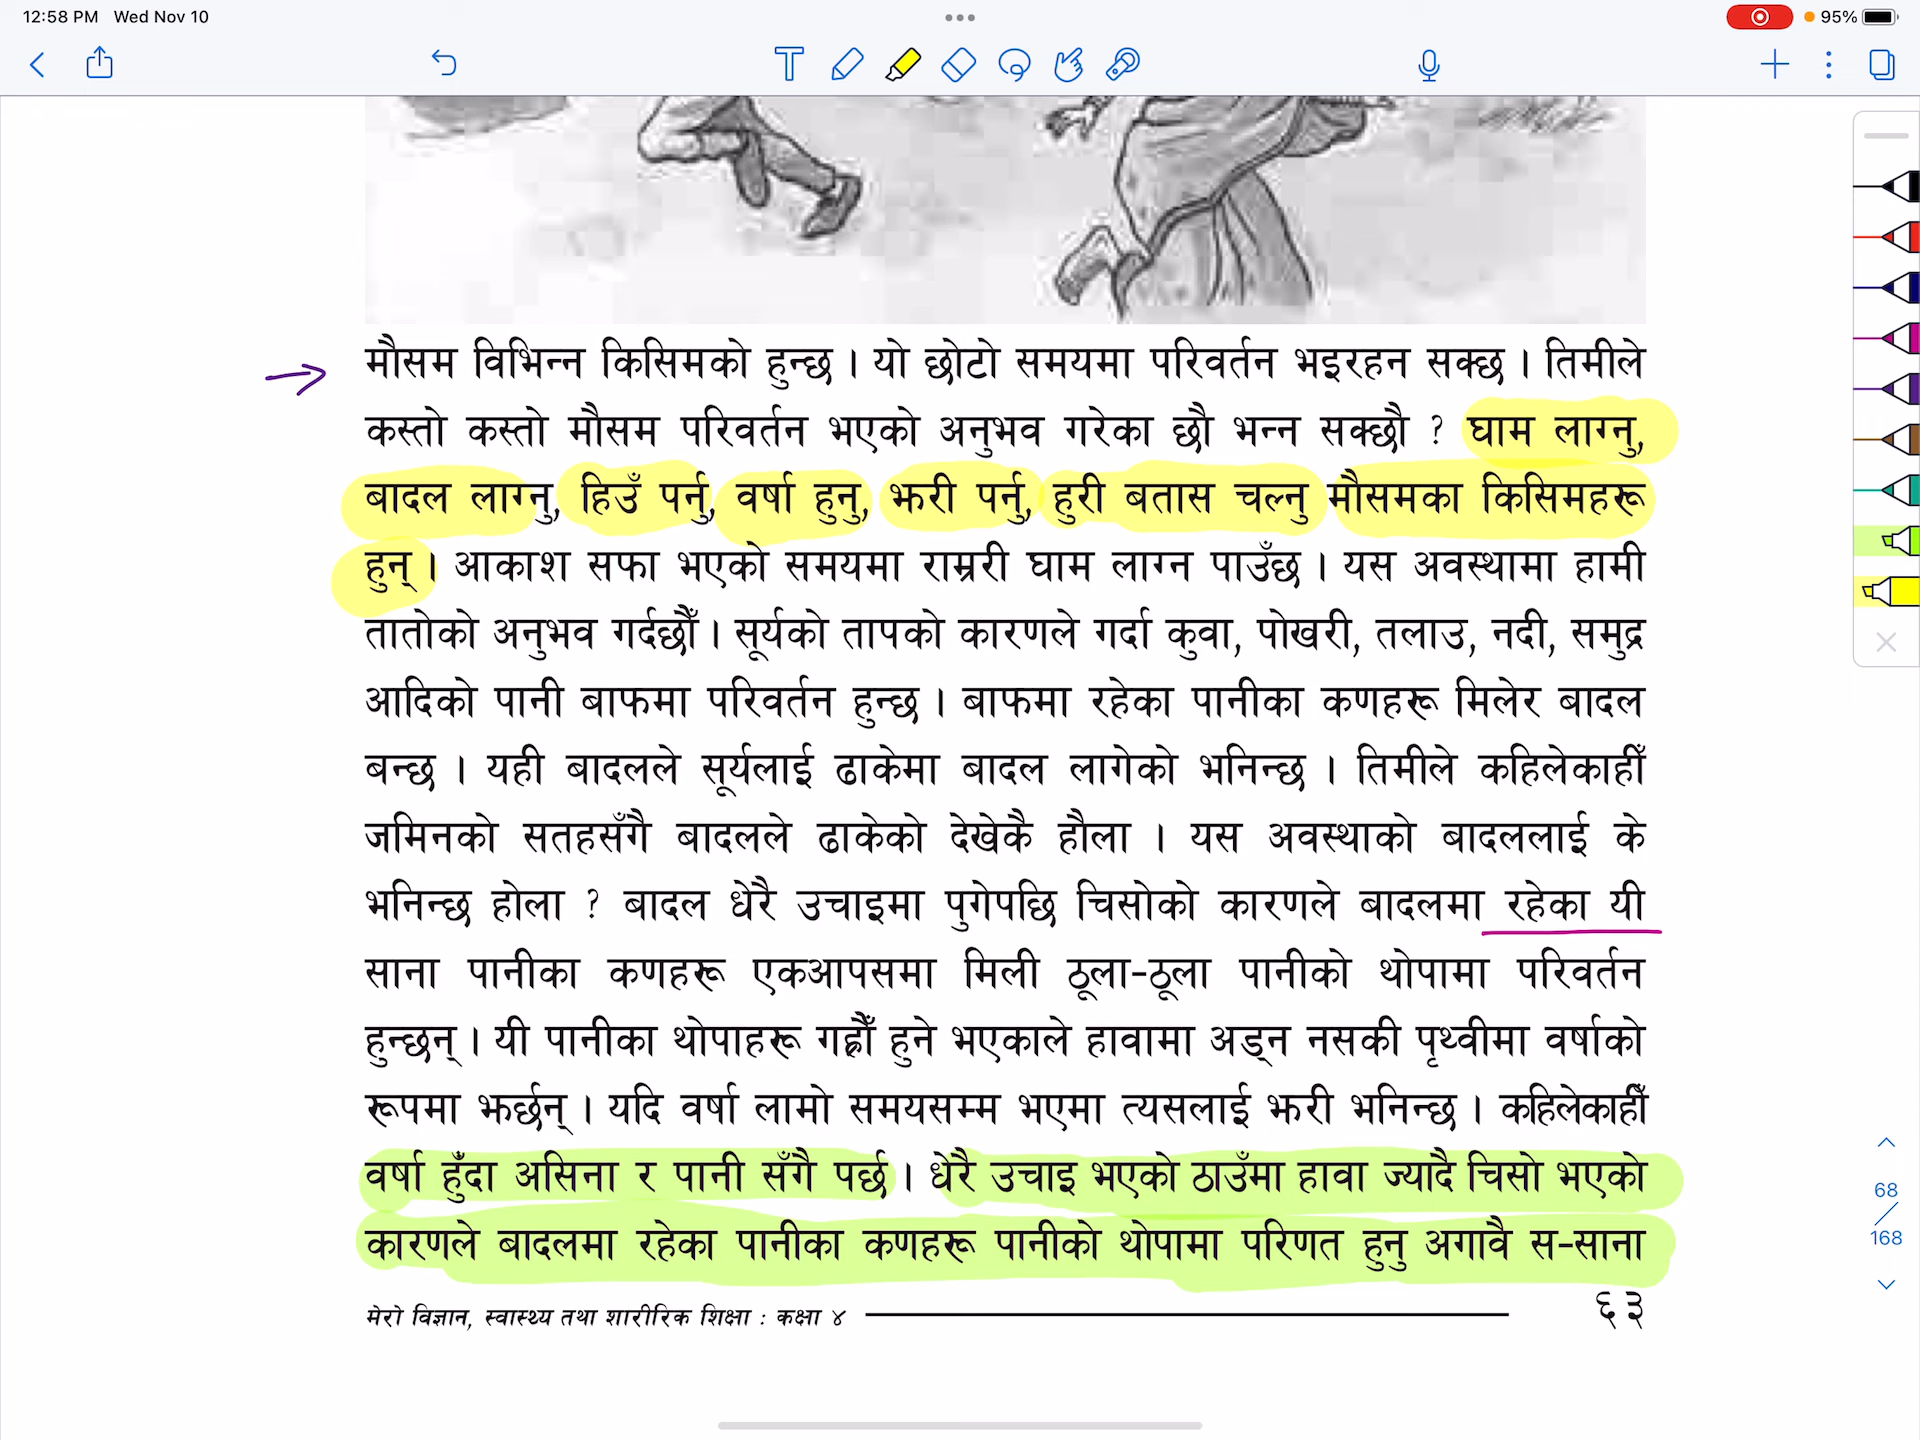 12:58 PM Wed Nov 10
95%
मौसम विभिन्न किसिमको हुन्छ । यो छोटो समयमा परिवर्तन भइरहन सक्छ । तिमीले
कस्तो कस्तो मौसम परिवर्तन भएको अनुभव गरेका छौ भन्न सक्छौ ? घाम लाग्नु,
बादल लाग्नु, हिउँ पर्नु, वर्षा हुनु, झरी पर्नु, हुरी बतास चल्नु मौसमका किसिमहरू
हुन् । आकाश सफा भएको समयमा राम्ररी घाम लाग्न पाउँछ । यस अवस्थामा हामी
तातोको अनुभव गर्दछौँ । सूर्यको तापको कारणले गर्दा कुवा, पोखरी, तलाउ, नदी, समुद्र
आदिको पानी बाफमा परिवर्तन हुन्छ । बाफमा रहेका पानीका कणहरू मिलेर बादल
बन्छ । यही बादलले सूर्यलाई ढाकेमा बादल लागेको भनिन्छ । तिमीले कहिलेकाहीँ
जमिनको सतहसँगै बादलले ढाकेको देखेकै हौला । यस अवस्थाको बादललाई के
भनिन्छ होला ? बादल धेरै उचाइमा पुगेपछि चिसोको कारणले बादलमा रहेका यी
साना पानीका कणहरू एकआपसमा मिली ठूला-ठूला पानीको थोपामा परिवर्तन
हुन्छन् । यी पानीका थोपाहरू गह्रौँ हुने भएकाले हावामा अड्न नसकी पृथ्वीमा वर्षाको
रूपमा झर्छन् । यदि वर्षा लामो समयसम्म भएमा त्यसलाई झरी भनिन्छ । कहिलेकाहीँ
वर्षा हुँदा असिना र पानी सँगै पर्छ । धेरै उचाइ भएको ठाउँमा हावा ज्यादै चिसो भएको
कारणले बादलमा रहेका पानीका कणहरू पानीको थोपामा परिणत हुनु अगावै स-साना
मेरो विज्ञान, स्वास्थ्य तथा शारीरिक शिक्षा : कक्षा ४
६३
68
168